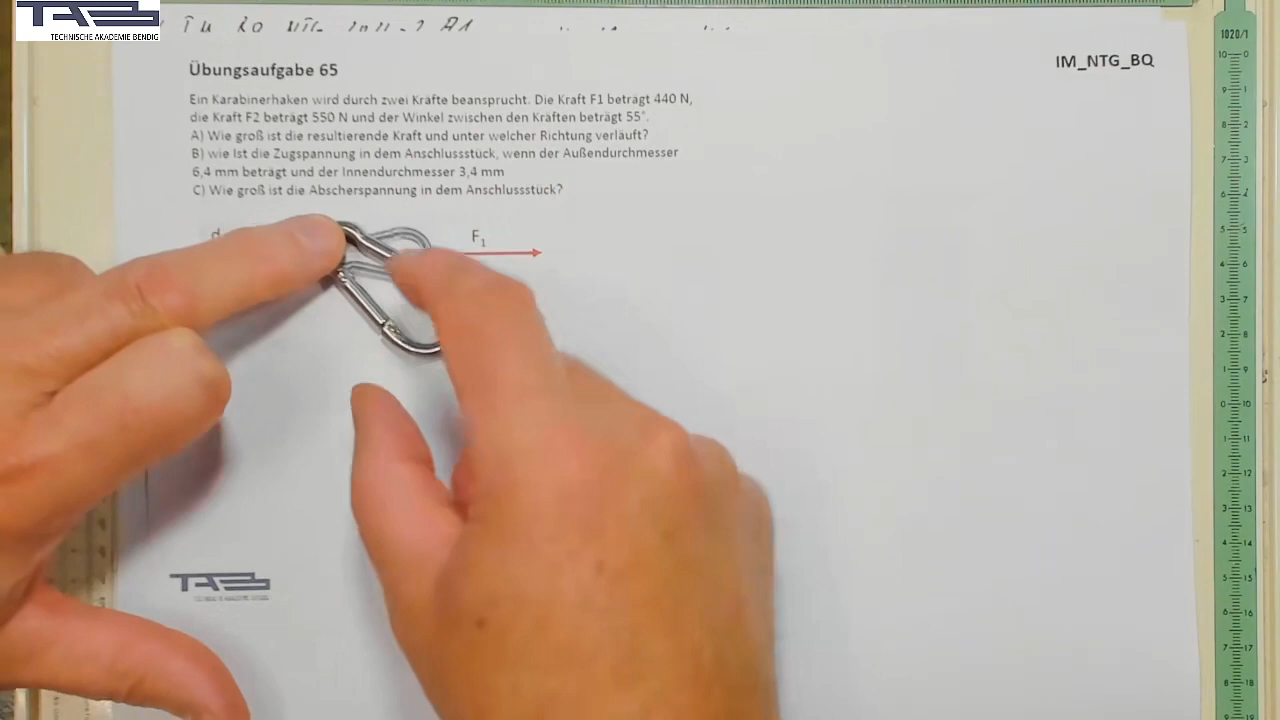 TAB
TECHNISCHE AKADEMIE BENDIG
IM_NTG_BQ
Übungsaufgabe 65
Ein Karabinerhaken wird durch zwei Kräfte beansprucht. Die Kraft F1 beträgt 440 N,
die Kraft F2 beträgt 550 N und der Winkel zwischen den Kräften beträgt 55°.
A) Wie groß ist die resultierende Kraft und unter welcher Richtung verläuft?
B) wie Ist die Zugspannung in dem Anschlussstück, wenn der Außendurchmesser
6,4 mm beträgt und der Innendurchmesser 3,4 mm
C) Wie groß ist die Abscherspannung in dem Anschlussstück?
d
F1
TAB
1020/1